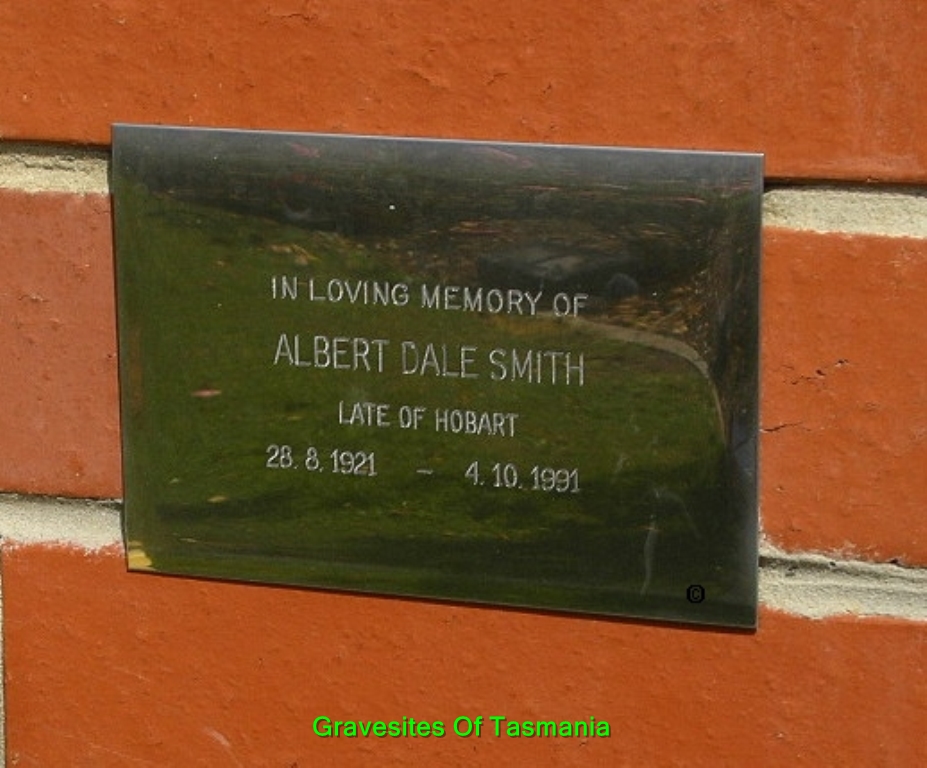 IN LOVING MEMORY OF
ALBERT DALE SMITH
LATE OF HOBART
28. 8. 1921 – 4. 10. 1991
©
Gravesites Of Tasmania